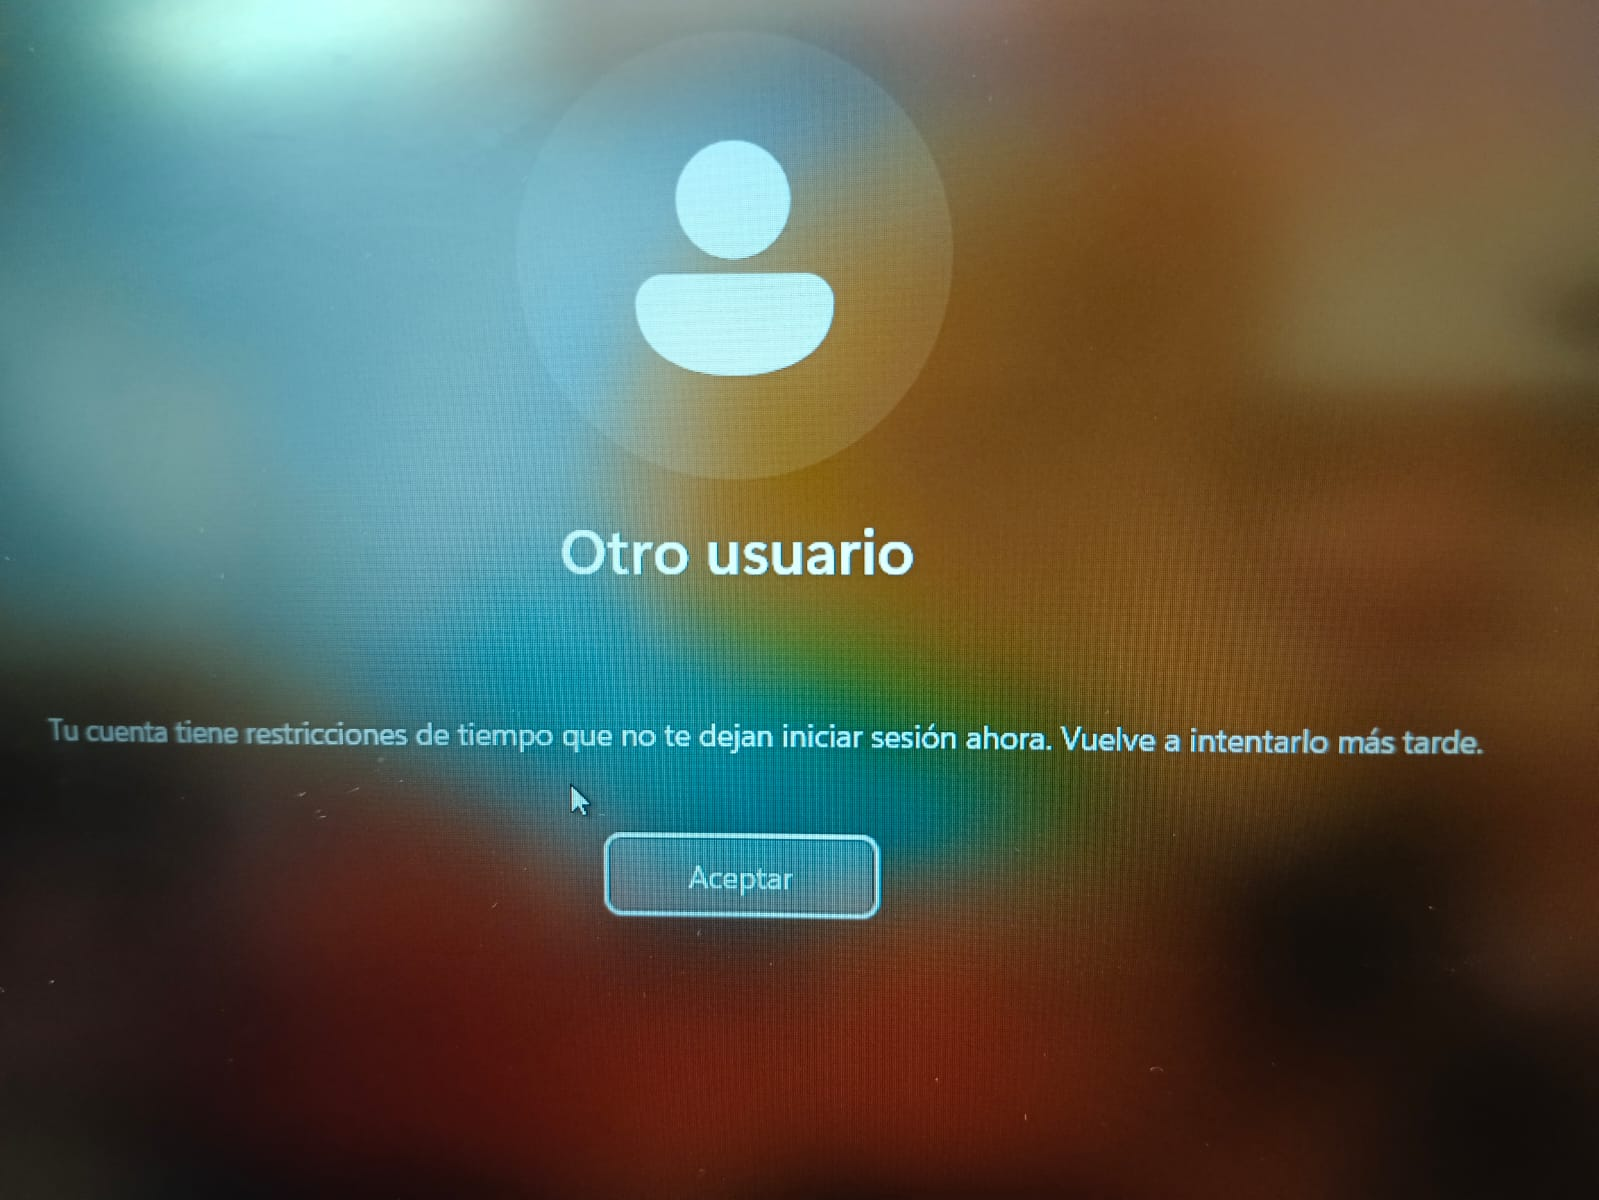 Otro usuario
Tu cuenta tiene restricciones de tiempo que no te dejan iniciar sesión ahora. Vuelve a intentarlo más tarde.
Aceptar